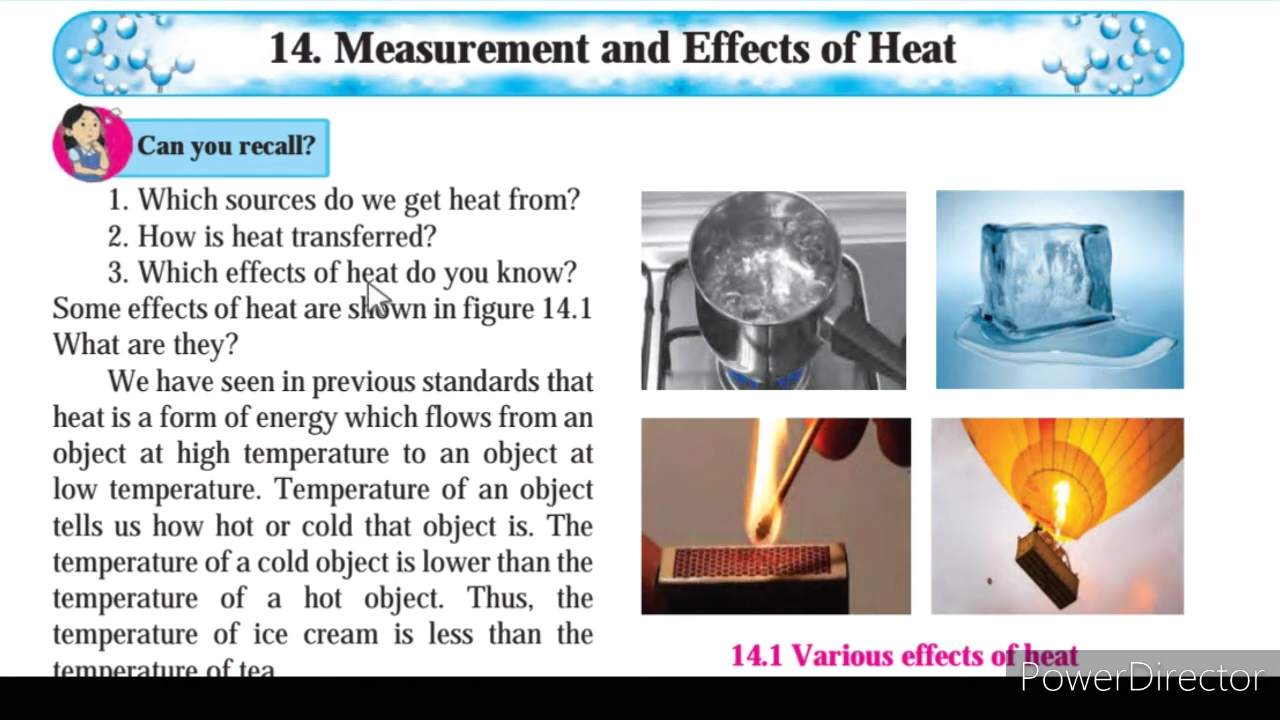 14. Measurement and Effects of Heat
Can you recall?
1. Which sources do we get heat from?
2. How is heat transferred?
3. Which effects of heat do you know?
Some effects of heat are shown in figure 14.1
What are they?
We have seen in previous standards that
heat is a form of energy which flows from an
object at high temperature to an object at
low temperature. Temperature of an object
tells us how hot or cold that object is. The
temperature of a cold object is lower than the
temperature of a hot object. Thus, the
temperature of ice cream is less than the
temperature of tea
14.1 Various effects of heat
PowerDirector